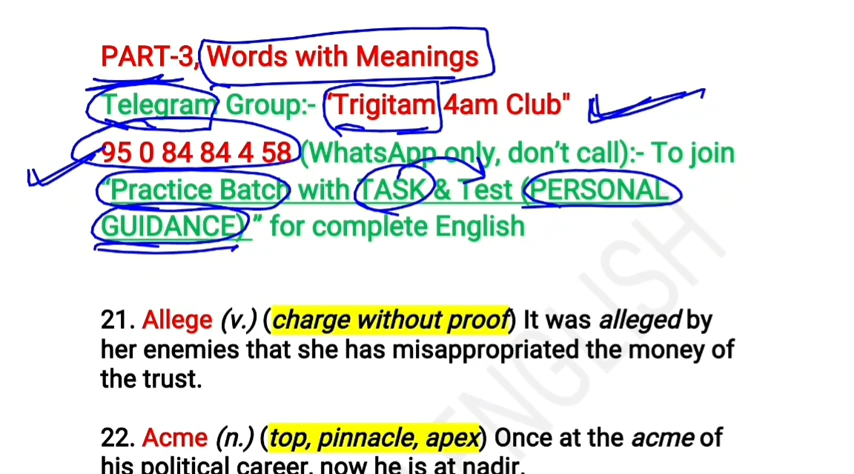 PART-3, Words with Meanings
Telegram Group:- "Trigitam 4am Club"
95 0 84 84 4 58 (WhatsApp only, don't call):- To join
"Practice Batch with TASK & Test (PERSONAL
GUIDANCE)" for complete English
21. Allege (v.) (charge without proof) It was alleged by
her enemies that she has misappropriated the money of
the trust.
22. Acme (n.) (top, pinnacle, apex) Once at the acme of
his political career, now he is at nadir.
ENGLISH